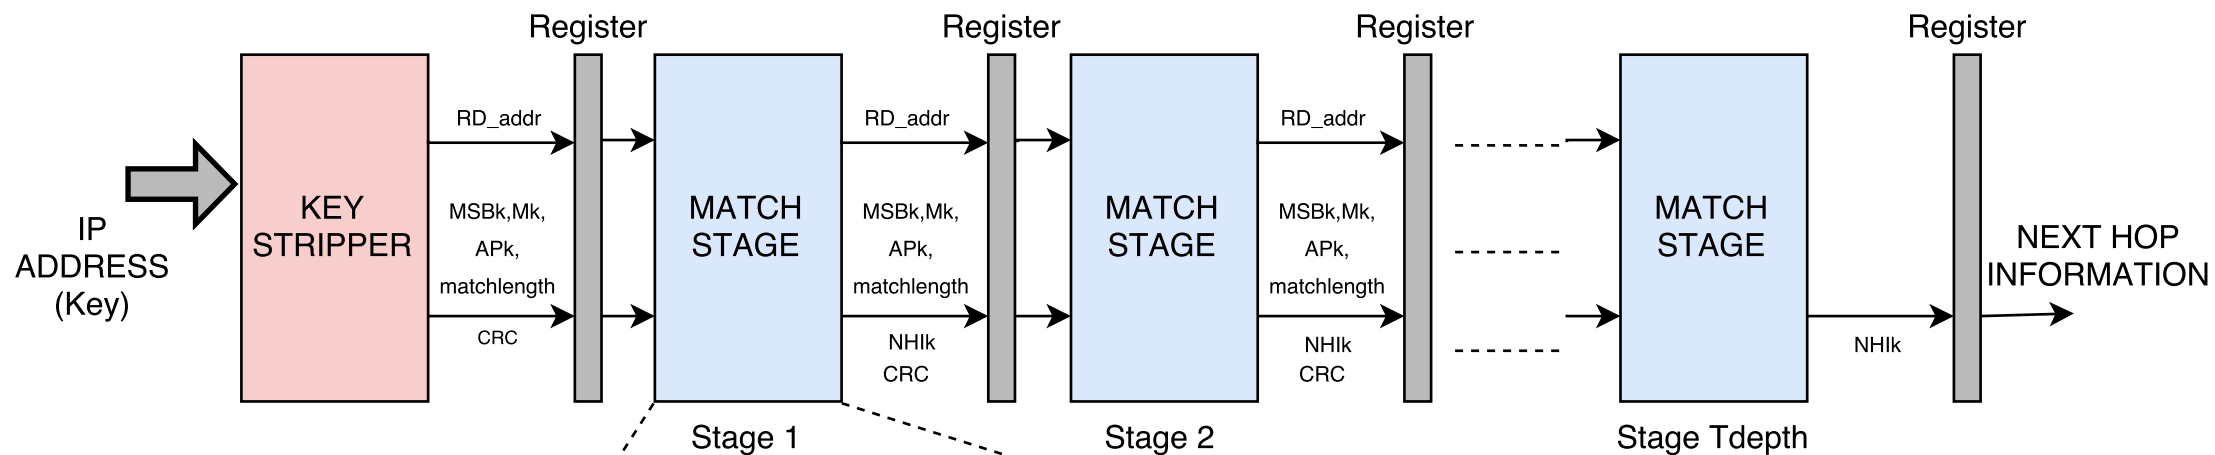 Register
Register
Register
Register
RD_addr
RD_addr
RD_addr
IP
ADDRESS
(Key)
KEY
STRIPPER
MSBk,Mk,
APk,
matchlength
CRC
MATCH
STAGE
MSBk,Mk,
APk,
matchlength
NHIk
CRC
MATCH
STAGE
MSBk,Mk,
APk,
matchlength
NHIk
CRC
MATCH
STAGE
NHIk
NEXT HOP
INFORMATION
Stage 1
Stage 2
Stage Tdepth